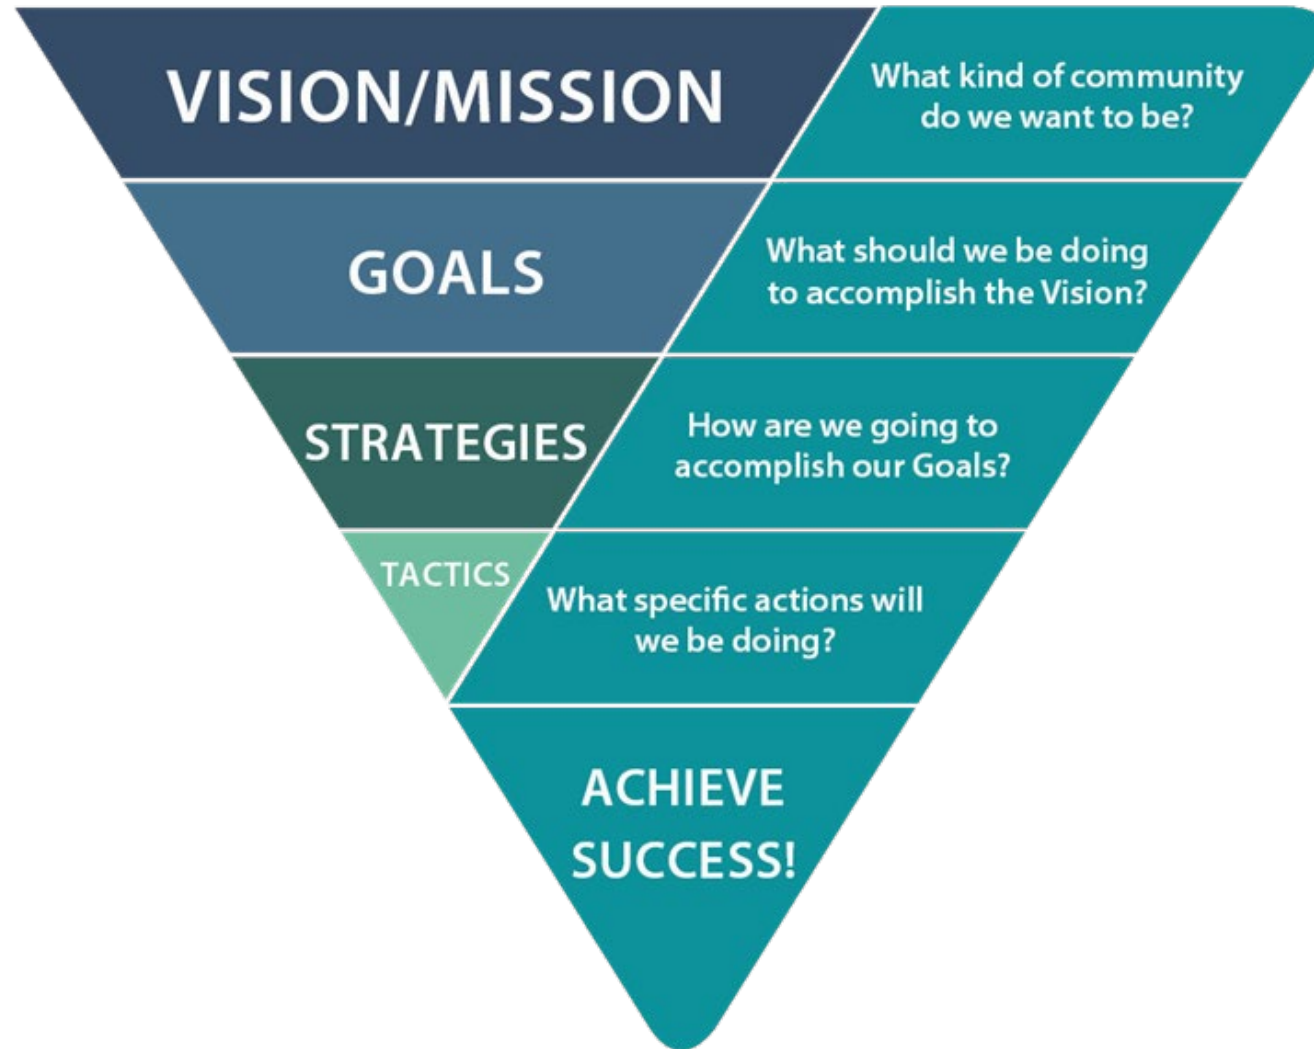 VISION/MISSION
What kind of community
do we want to be?
GOALS
What should we be doing
to accomplish the Vision?
STRATEGIES
How are we going to
accomplish our Goals?
TACTICS
What specific actions will
we be doing?
ACHIEVE
SUCCESS!